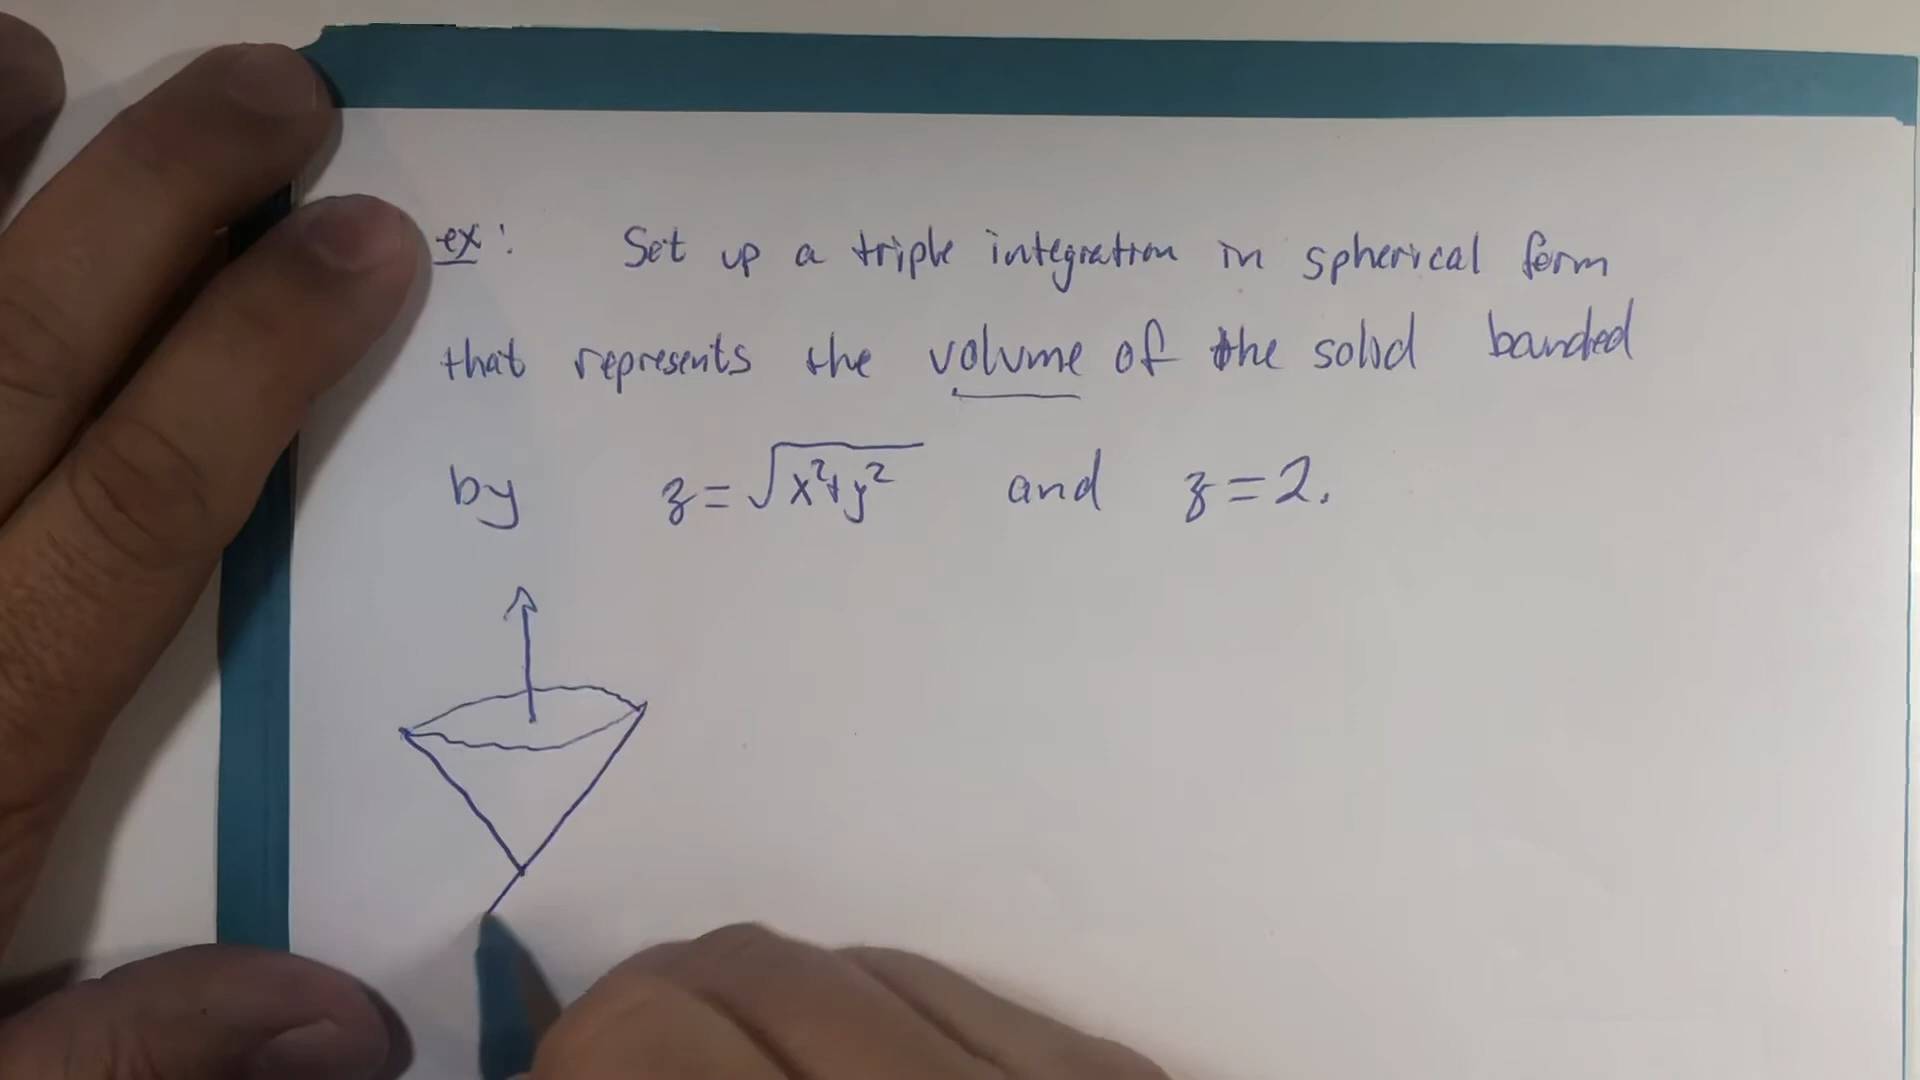 ex: Set up a triple integration in spherical form
that represents the volume of the solid bounded
by z = √x²+y² and z = 2.